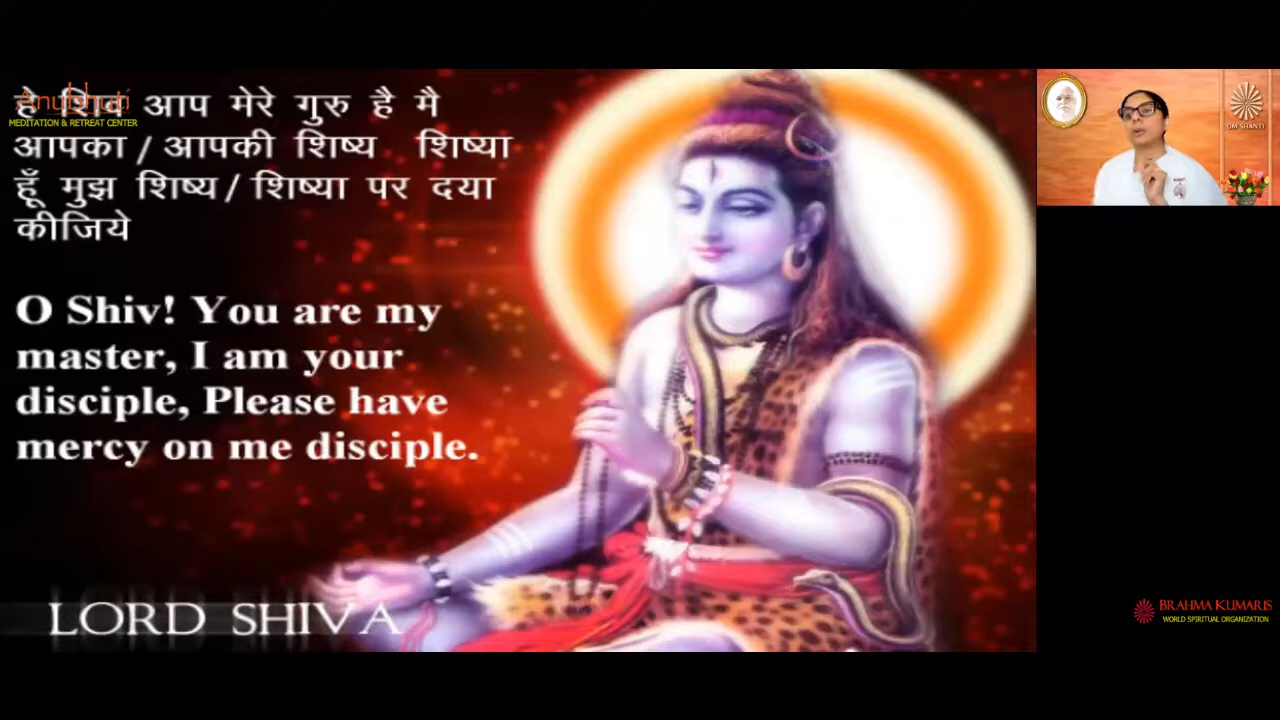 Anubhuti
MEDITATION & RETREAT CENTER
हे शिव आप मेरे गुरु है मै
आपका / आपकी शिष्य शिष्या
हूँ मुझ शिष्य / शिष्या पर दया
कीजिये
O Shiv! You are my
master, I am your
disciple, Please have
mercy on me disciple.
LORD SHIVA
OM SHANTI
BRAHMA KUMARIS
WORLD SPIRITUAL ORGANIZATION